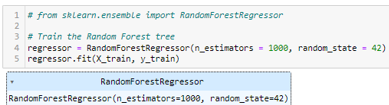 1 # from sklearn.ensemble import RandomForestRegressor
2
3 # Train the Random Forest tree
4 regressor = RandomForestRegressor(n_estimators = 1000, random_state = 42)
5 regressor.fit(X_train, y_train)
RandomForestRegressor
RandomForestRegressor(n_estimators=1000, random_state=42)